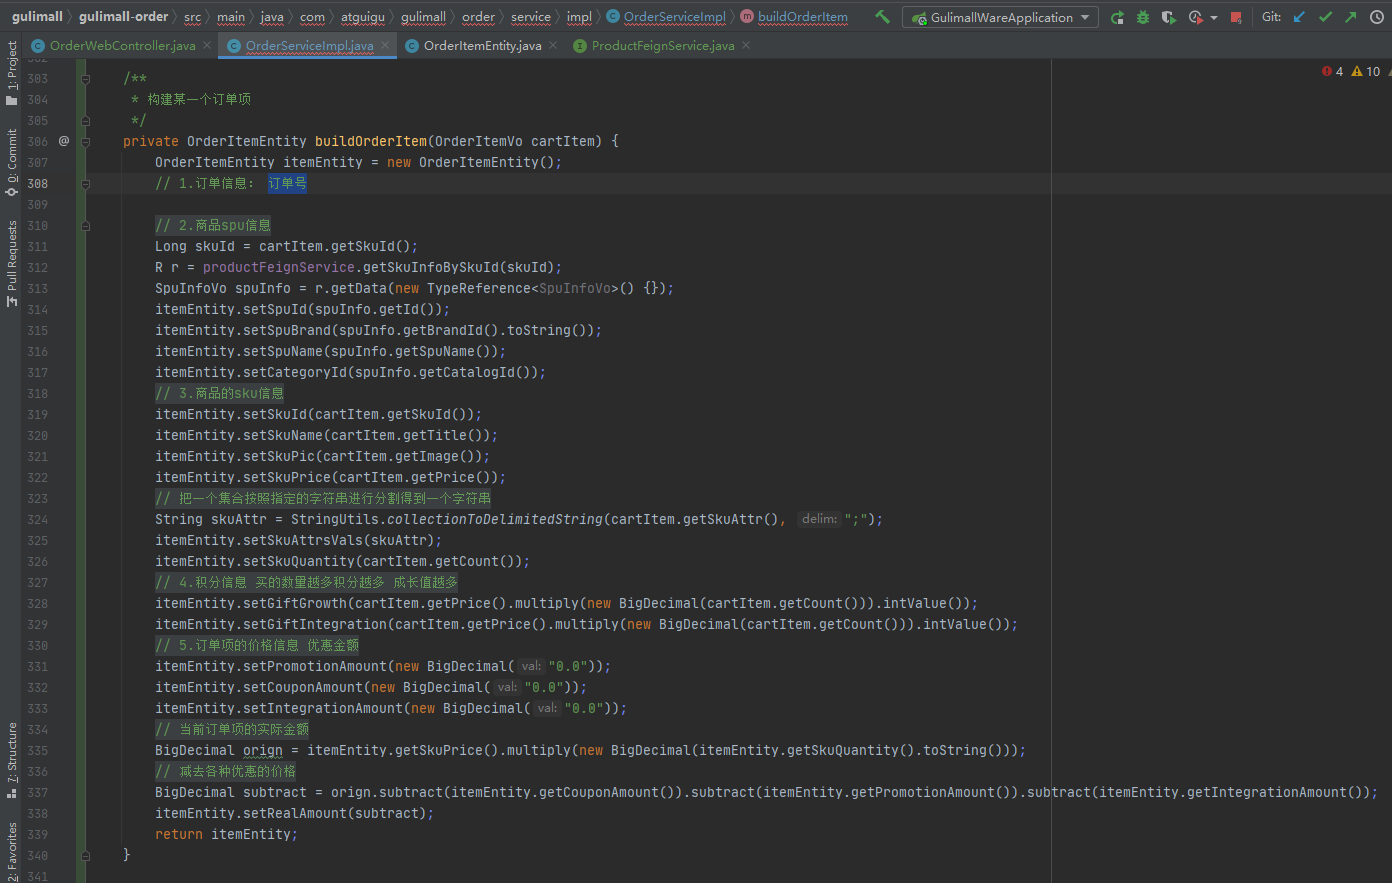 gulimall gulimall-order src main java com atguigu gulimall order service impl OrderServiceImpl buildOrderItem GulimallWareApplication Git:
OrderWebController.java OrderServiceImpl.java OrderItemEntity.java ProductFeignService.java
1: Project
0: Commit
Pull Requests
7: Structure
2: Favorites
4 10
302
303 /**
304 * 构建某一个订单项
305 */
306 @ private OrderItemEntity buildOrderItem(OrderItemVo cartItem) {
307 OrderItemEntity itemEntity = new OrderItemEntity();
308 // 1.订单信息: 订单号
309
310 // 2.商品spu信息
311 Long skuId = cartItem.getSkuId();
312 R r = productFeignService.getSkuInfoBySkuId(skuId);
313 SpuInfoVo spuInfo = r.getData(new TypeReference<SpuInfoVo>() {});
314 itemEntity.setSpuId(spuInfo.getId());
315 itemEntity.setSpuBrand(spuInfo.getBrandId().toString());
316 itemEntity.setSpuName(spuInfo.getSpuName());
317 itemEntity.setCategoryId(spuInfo.getCatalogId());
318 // 3.商品的sku信息
319 itemEntity.setSkuId(cartItem.getSkuId());
320 itemEntity.setSkuName(cartItem.getTitle());
321 itemEntity.setSkuPic(cartItem.getImage());
322 itemEntity.setSkuPrice(cartItem.getPrice());
323 // 把一个集合按照指定的字符串进行分割得到一个字符串
324 String skuAttr = StringUtils.collectionToDelimitedString(cartItem.getSkuAttr(), delim: ";");
325 itemEntity.setSkuAttrsVals(skuAttr);
326 itemEntity.setSkuQuantity(cartItem.getCount());
327 // 4.积分信息 买的数量越多积分越多 成长值越多
328 itemEntity.setGiftGrowth(cartItem.getPrice().multiply(new BigDecimal(cartItem.getCount())).intValue());
329 itemEntity.setGiftIntegration(cartItem.getPrice().multiply(new BigDecimal(cartItem.getCount())).intValue());
330 // 5.订单项的价格信息 优惠金额
331 itemEntity.setPromotionAmount(new BigDecimal( val: "0.0"));
332 itemEntity.setCouponAmount(new BigDecimal( val: "0.0"));
333 itemEntity.setIntegrationAmount(new BigDecimal( val: "0.0"));
334 // 当前订单项的实际金额
335 BigDecimal orign = itemEntity.getSkuPrice().multiply(new BigDecimal(itemEntity.getSkuQuantity().toString()));
336 // 减去各种优惠的价格
337 BigDecimal subtract = orign.subtract(itemEntity.getCouponAmount()).subtract(itemEntity.getPromotionAmount()).subtract(itemEntity.getIntegrationAmount());
338 itemEntity.setRealAmount(subtract);
339 return itemEntity;
340 }
341